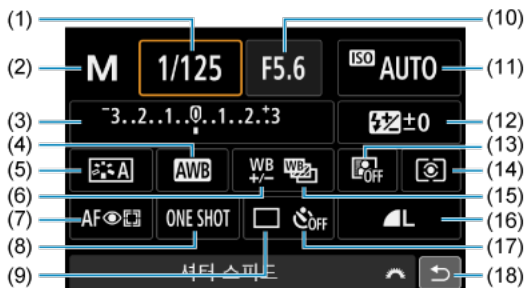 (1) (10)
(2) M 1/125 F5.6 ISO AUTO (11)
(3) -3..2..1..0..1..2..+3 ±0 (12)
(4) (13)
(5) A AWB WB +/- WB OFF (14)
(6) (15)
(7) AF ONE SHOT OFF L (16)
(8) (17)
(9) 셔터 스피드 (18)